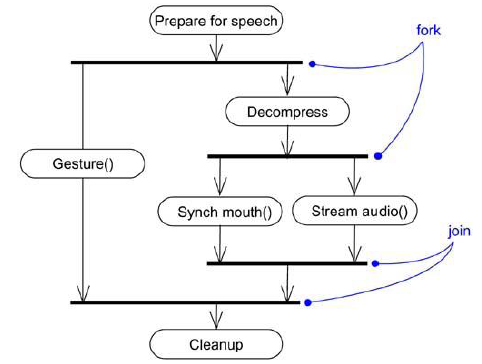 Prepare for speech
fork
Decompress
Gesture()
Synch mouth()
Stream audio()
join
Cleanup